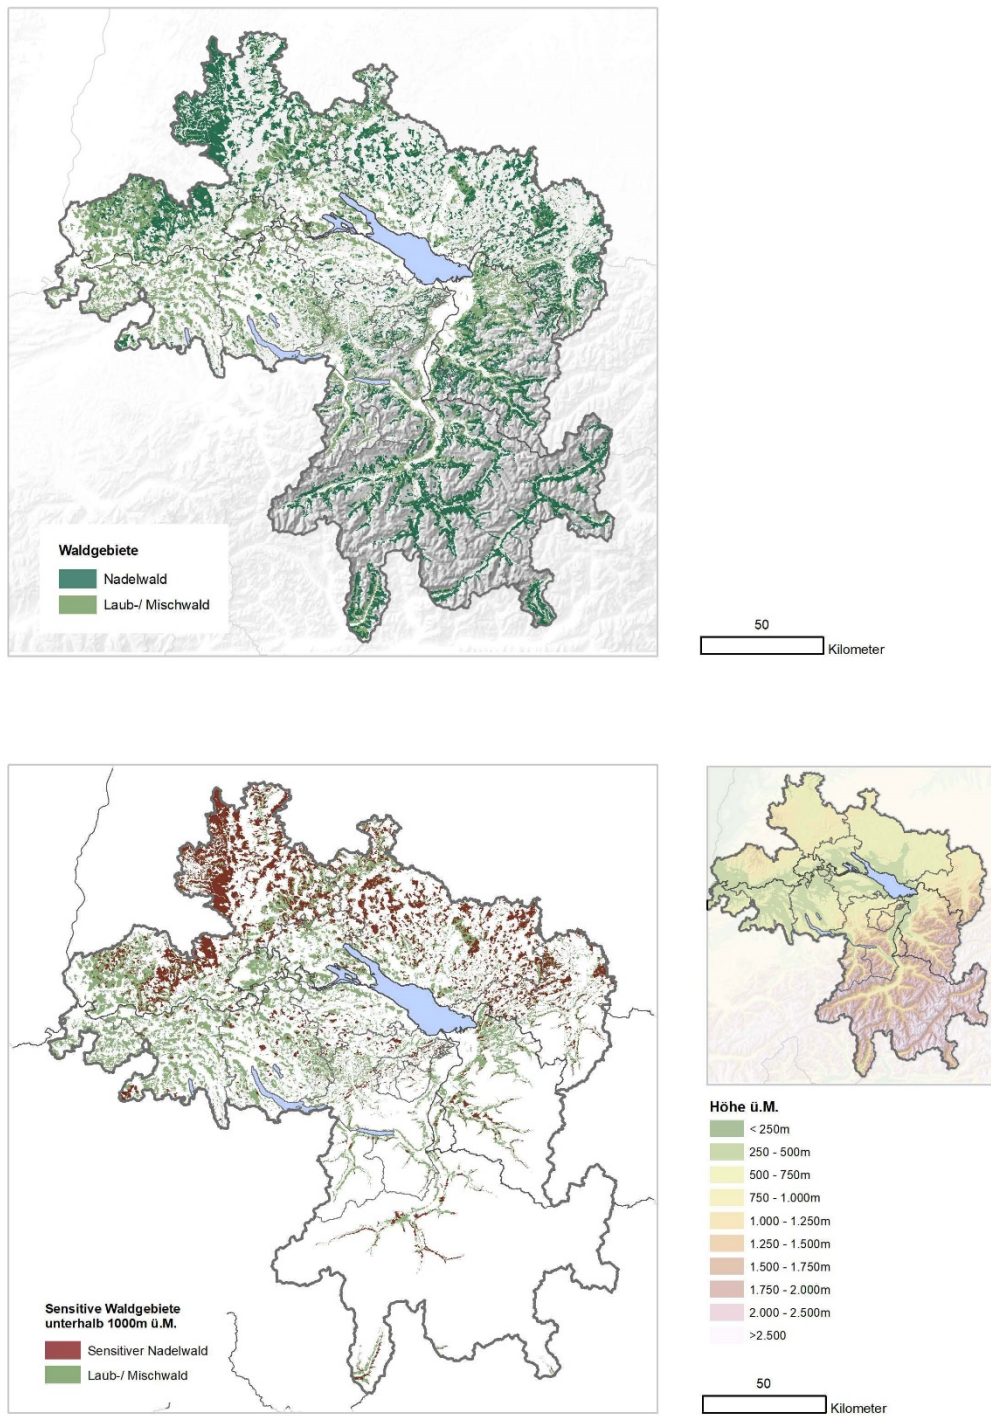 Waldgebiete
Nadelwald
Laub-/ Mischwald
50
Kilometer
Sensitive Waldgebiete
unterhalb 1000m ü.M.
Sensitiver Nadelwald
Laub-/ Mischwald
Höhe ü.M.
< 250m
250 - 500m
500 - 750m
750 - 1.000m
1.000 - 1.250m
1.250 - 1.500m
1.500 - 1.750m
1.750 - 2.000m
2.000 - 2.500m
>2.500
50
Kilometer